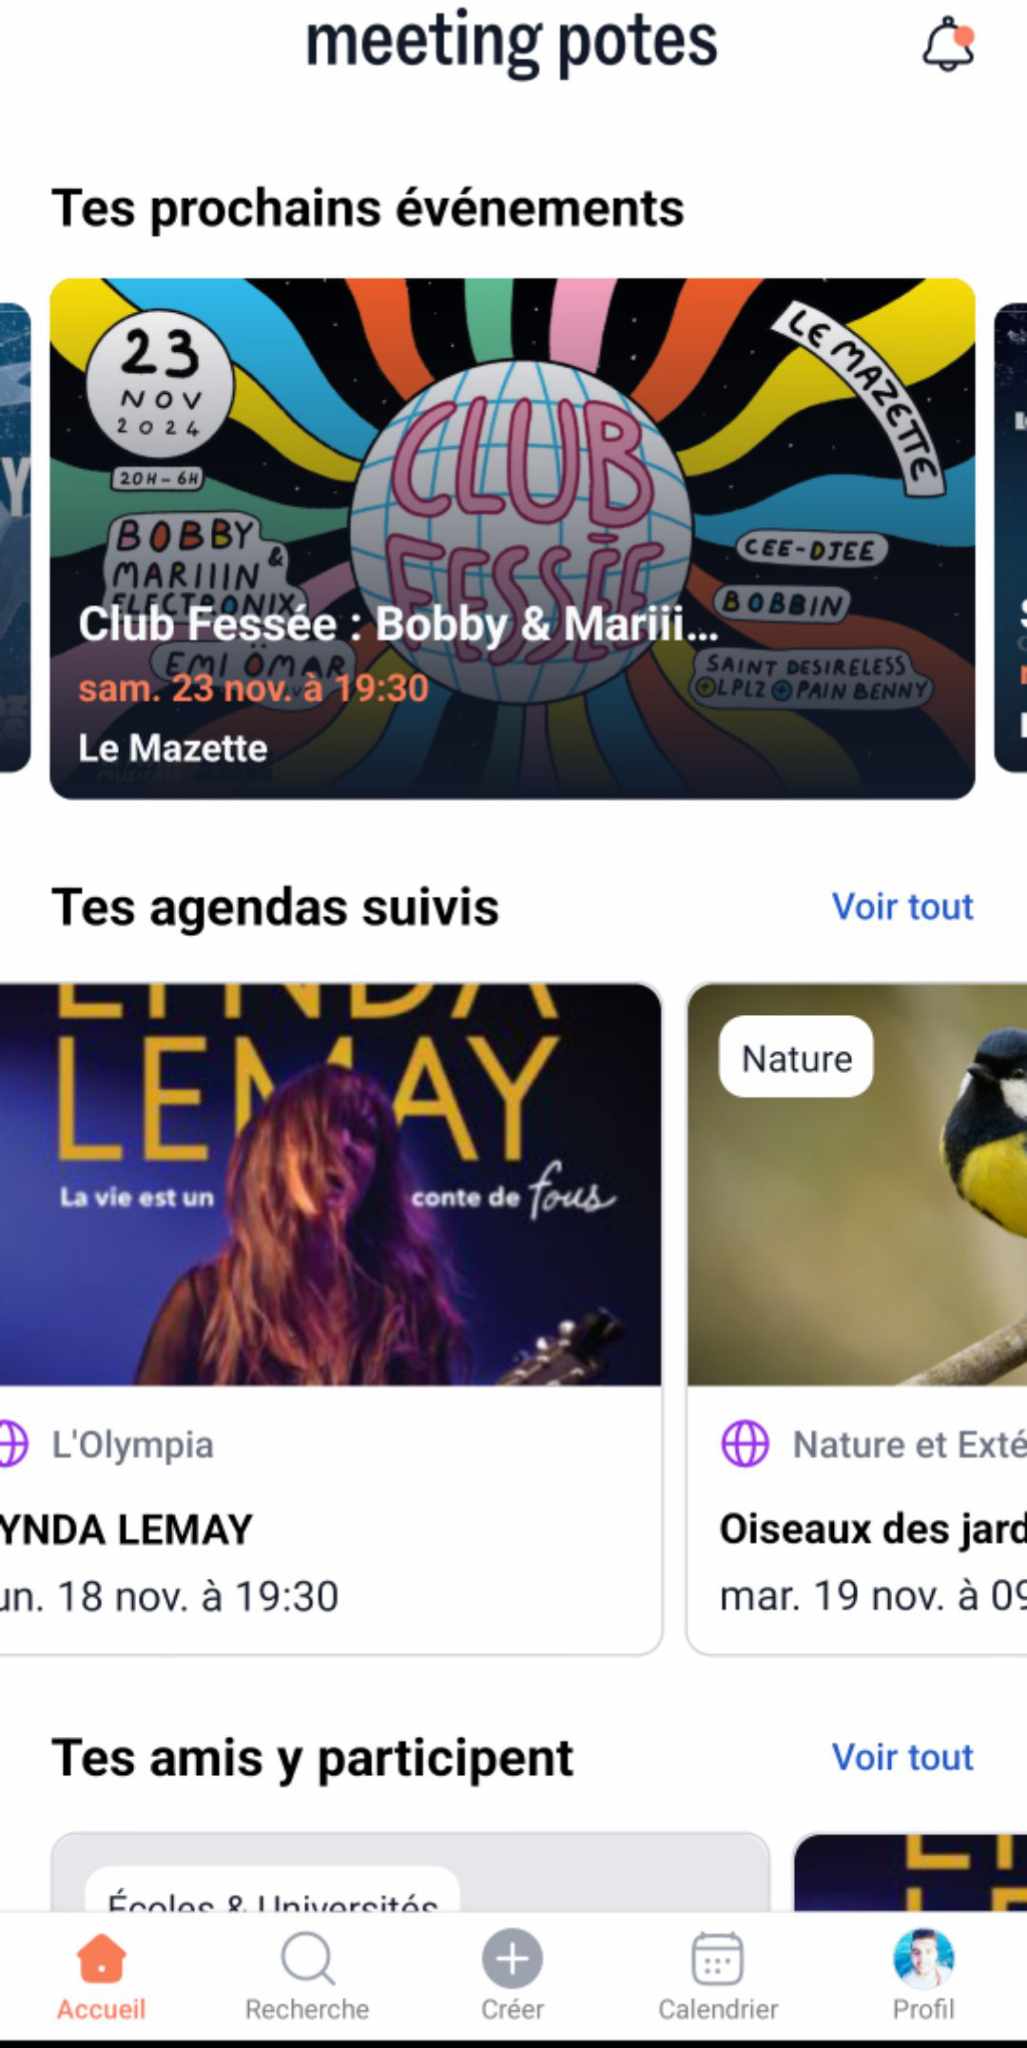 meeting potes
Tes prochains événements
23
NOV
2024
20H - 6H
LE MAZETTE
CLUB
FESSÉE
BOBBY
&
MARIIIN
ELECTRONIX
EMI ÖMAR
CEE-DJEE
BOBBIN
SAINT DESIRELESS
LPLZ PAIN BENNY
Club Fessée : Bobby & Mariii...
sam. 23 nov. à 19:30
Le Mazette
Tes agendas suivis
Voir tout
LYNDA
LEMAY
La vie est un conte de fous
Nature
L'Olympia
Nature et Exté
YNDA LEMAY
un. 18 nov. à 19:30
Oiseaux des jard
mar. 19 nov. à 09
Tes amis y participent
Voir tout
Écoles & Universités
Accueil
Recherche
Créer
Calendrier
Profil